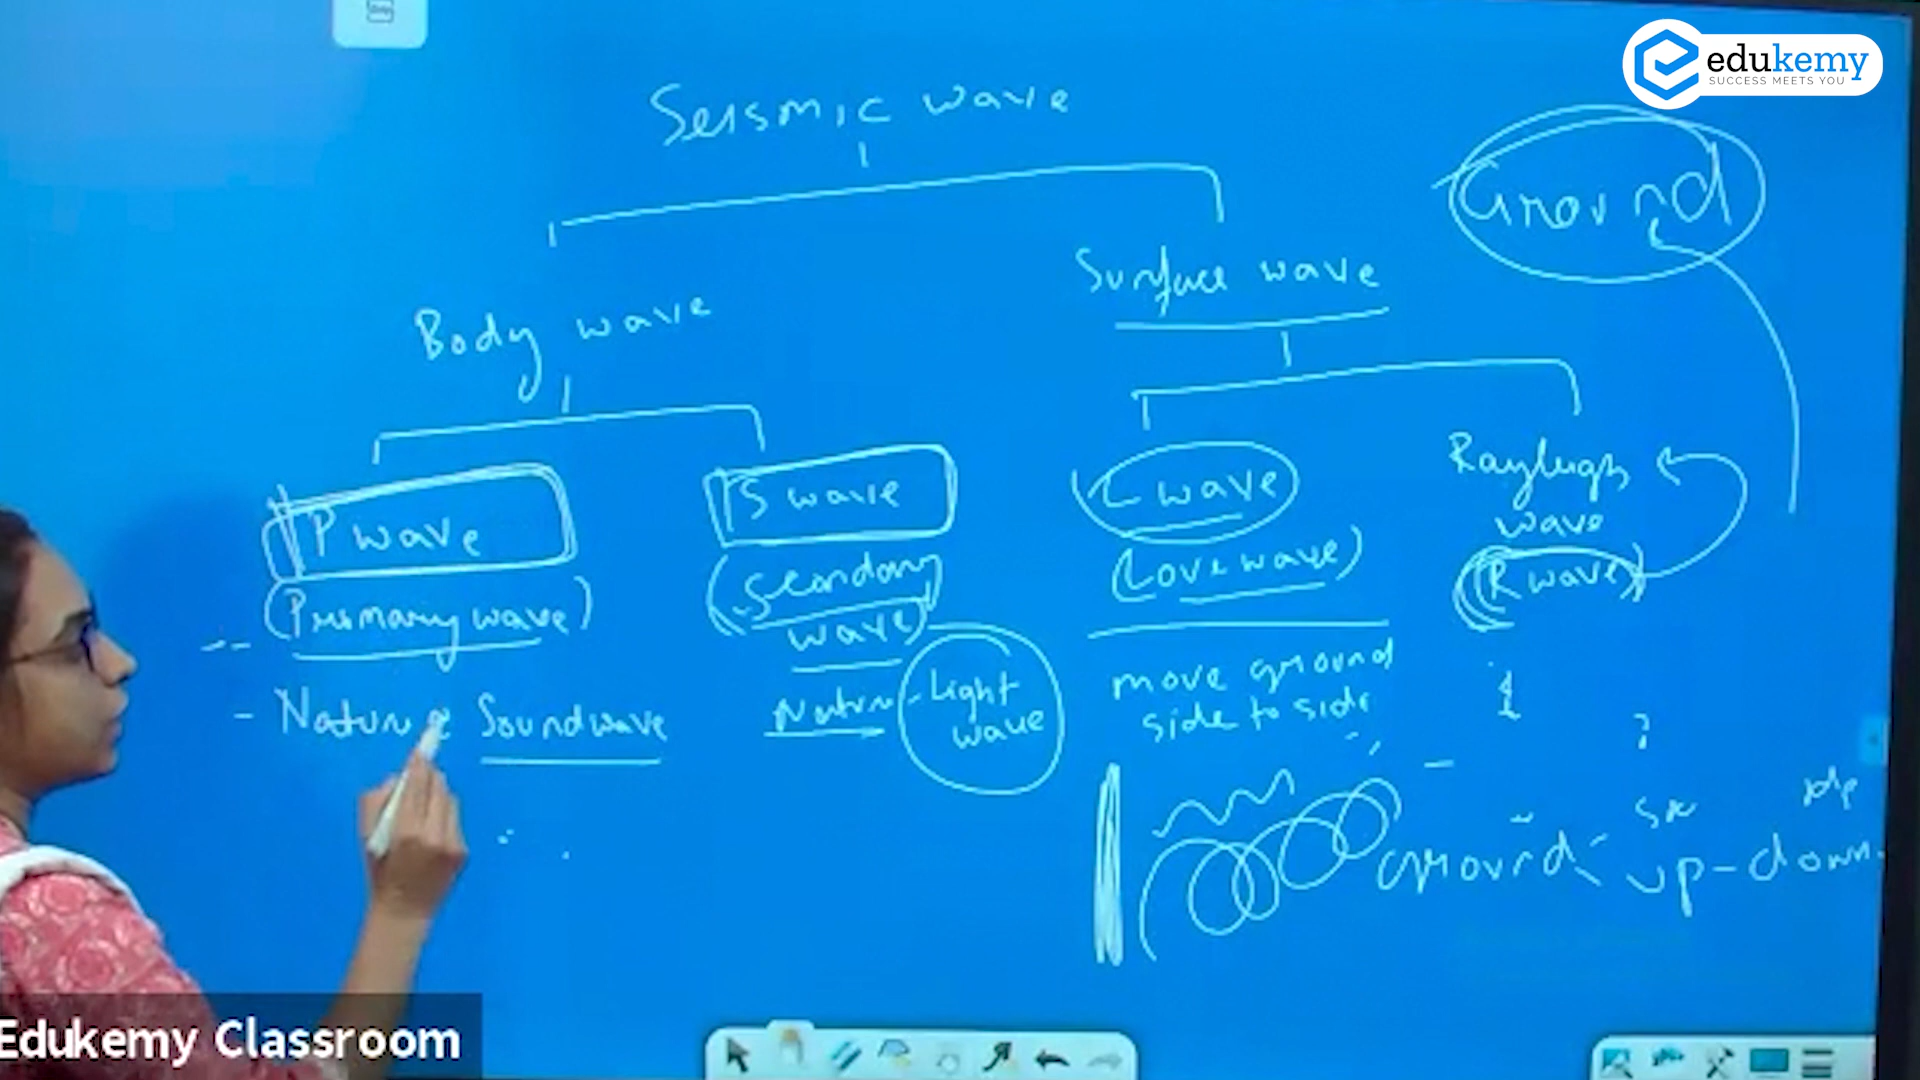 edukemy
SUCCESS MEETS YOU
Seismic wave
Ground
Surface wave
Body wave
P wave
S wave
L wave
Rayleigh
wave
(Primary wave)
(Secondary
wave)
(Love wave)
(R wave)
- Nature Soundwave
Nature - Light
wave
move ground
side to side
ground - up-down
Edukemy Classroom